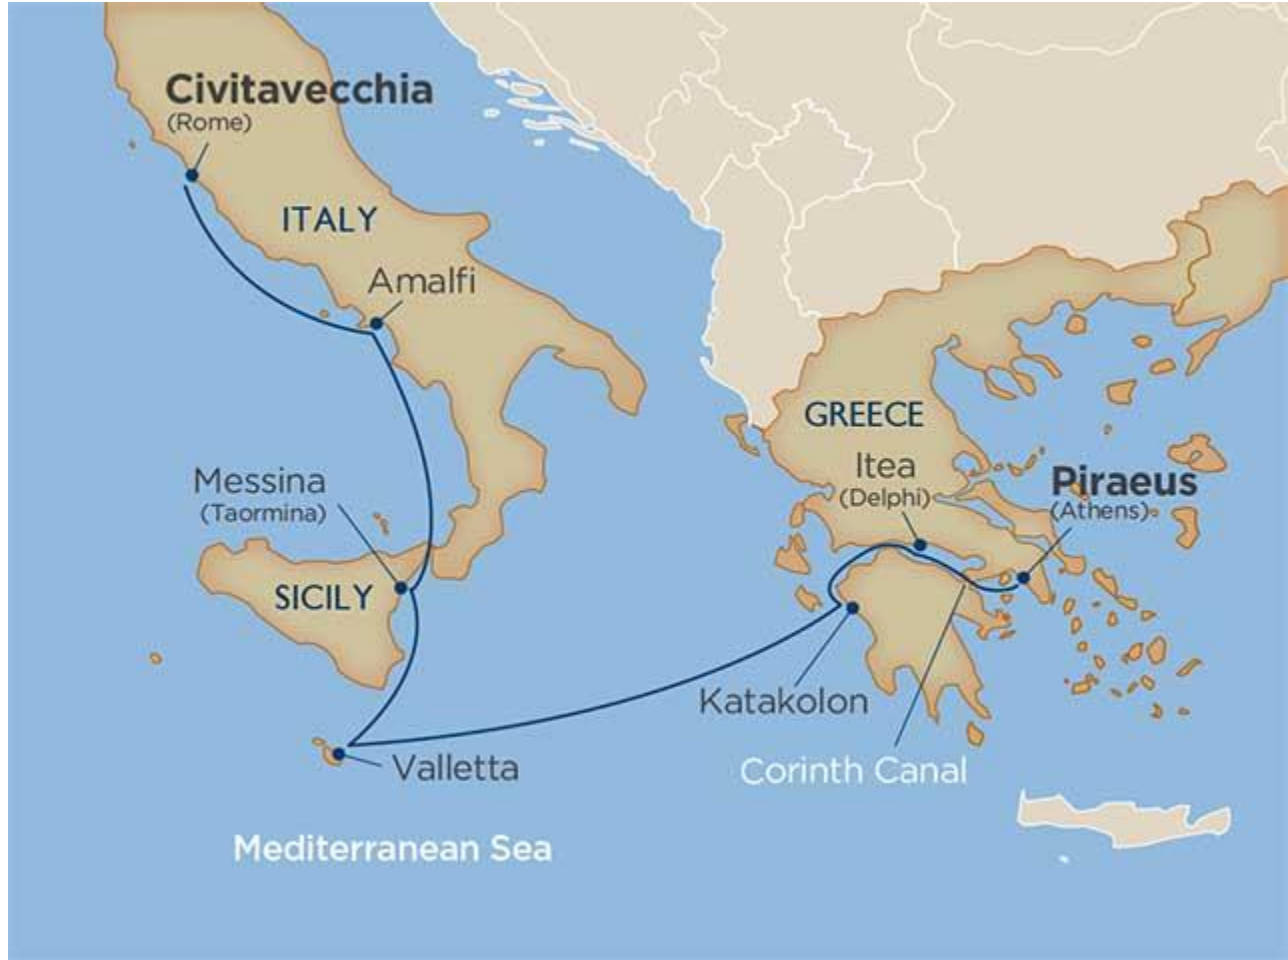 Civitavecchia
(Rome)
ITALY
Amalfi
GREECE
Itea
(Delphi)
Piraeus
(Athens)
Messina
(Taormina)
SICILY
Katakolon
Corinth Canal
Valletta
Mediterranean Sea